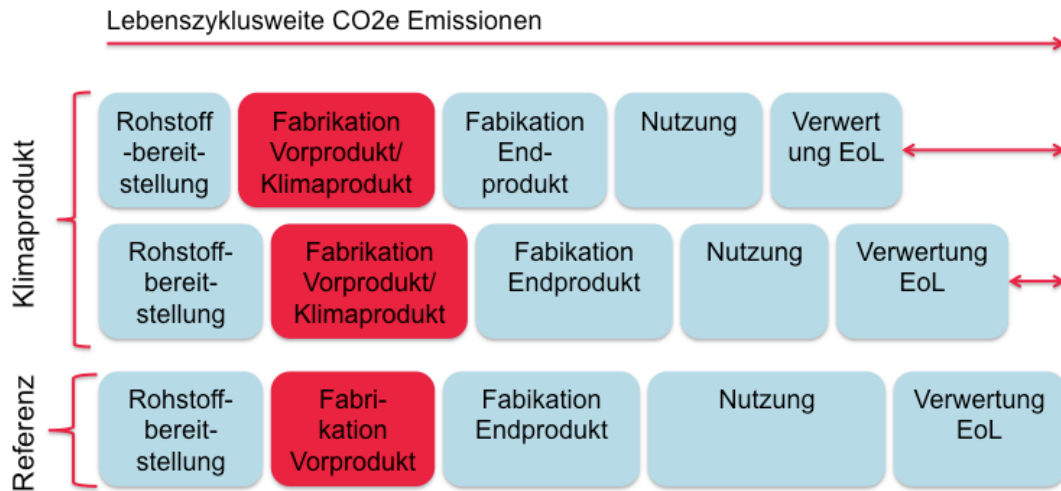 Lebenszyklusweite CO2e Emissionen
Klimaprodukt
Rohstoff
-bereit-
stellung
Fabrikation
Vorprodukt/
Klimaprodukt
Fabikation
End-
produkt
Nutzung
Verwert
ung EoL
Rohstoff-
bereit-
stellung
Fabrikation
Vorprodukt/
Klimaprodukt
Fabikation
Endprodukt
Nutzung
Verwertung
EoL
Referenz
Rohstoff-
bereit-
stellung
Fabri-
kation
Vorprodukt
Fabikation
Endprodukt
Nutzung
Verwertung
EoL